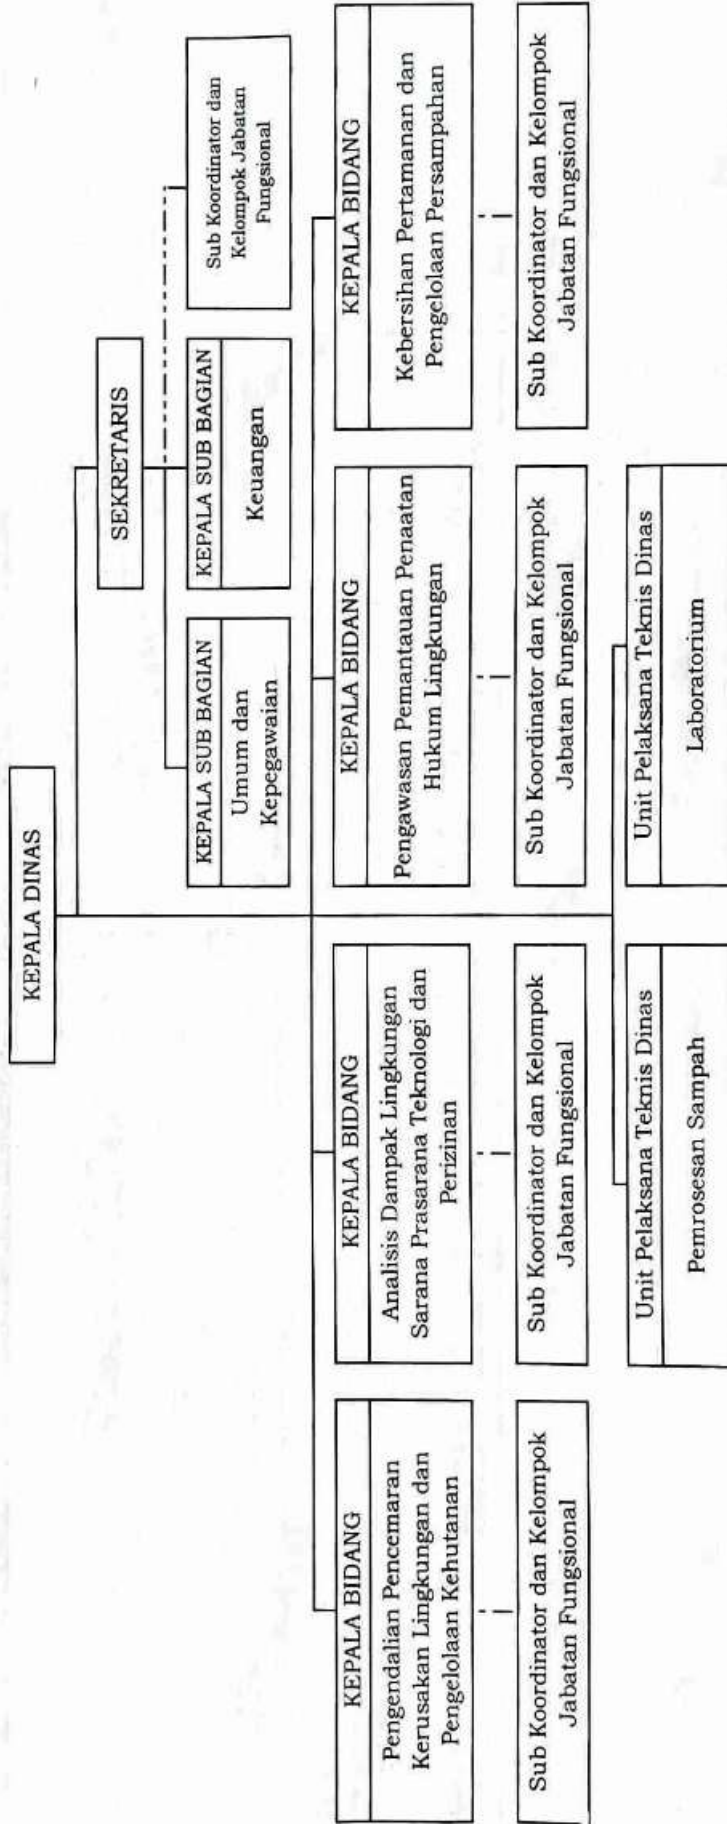 KEPALA DINAS
SEKRETARIS
KEPALA SUB BAGIAN
Umum dan
Kepegawaian
KEPALA SUB BAGIAN
Keuangan
Sub Koordinator dan
Kelompok Jabatan
Fungsional
KEPALA BIDANG
Pengendalian Pencemaran
Kerusakan Lingkungan dan
Pengelolaan Kehutanan
KEPALA BIDANG
Analisis Dampak Lingkungan
Sarana Prasarana Teknologi dan
Perizinan
KEPALA BIDANG
Pengawasan Pemantauan Penaatan
Hukum Lingkungan
KEPALA BIDANG
Kebersihan Pertamanan dan
Pengelolaan Persampahan
Sub Koordinator dan Kelompok
Jabatan Fungsional
Sub Koordinator dan Kelompok
Jabatan Fungsional
Sub Koordinator dan Kelompok
Jabatan Fungsional
Sub Koordinator dan Kelompok
Jabatan Fungsional
Unit Pelaksana Teknis Dinas
Pemrosesan Sampah
Unit Pelaksana Teknis Dinas
Laboratorium